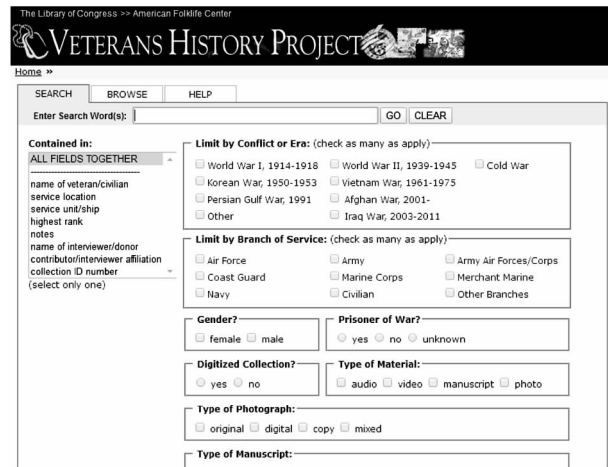 The Library of Congress >> American Folklife Center
VETERANS HISTORY PROJECT
Home »
SEARCH BROWSE HELP
Enter Search Word(s): GO CLEAR
Contained in:
ALL FIELDS TOGETHER
------------------------------------
name of veteran/civilian
service location
service unit/ship
highest rank
notes
name of interviewer/donor
contributor/interviewer affiliation
collection ID number
(select only one)
Limit by Conflict or Era: (check as many as apply)
World War I, 1914-1918 World War II, 1939-1945 Cold War
Korean War, 1950-1953 Vietnam War, 1961-1975
Persian Gulf War, 1991 Afghan War, 2001-
Other Iraq War, 2003-2011
Limit by Branch of Service: (check as many as apply)
Air Force Army Army Air Forces/Corps
Coast Guard Marine Corps Merchant Marine
Navy Civilian Other Branches
Gender? Prisoner of War?
female male yes no unknown
Digitized Collection? Type of Material:
yes no audio video manuscript photo
Type of Photograph:
original digital copy mixed
Type of Manuscript: